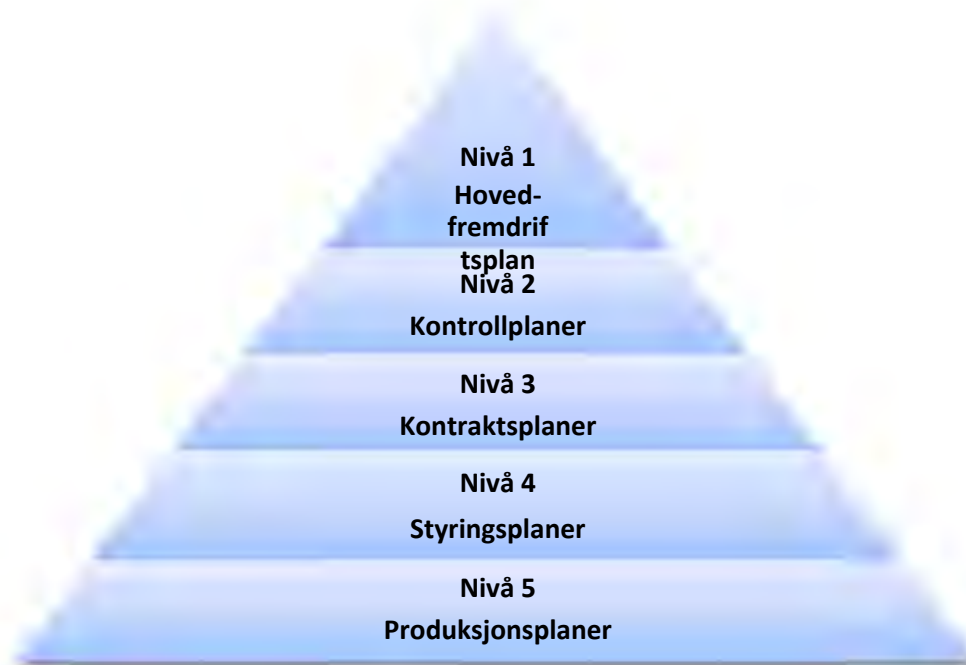 Nivå 1
Hoved-
fremdrif
tsplan
Nivå 2
Kontrollplaner
Nivå 3
Kontraktsplaner
Nivå 4
Styringsplaner
Nivå 5
Produksjonsplaner